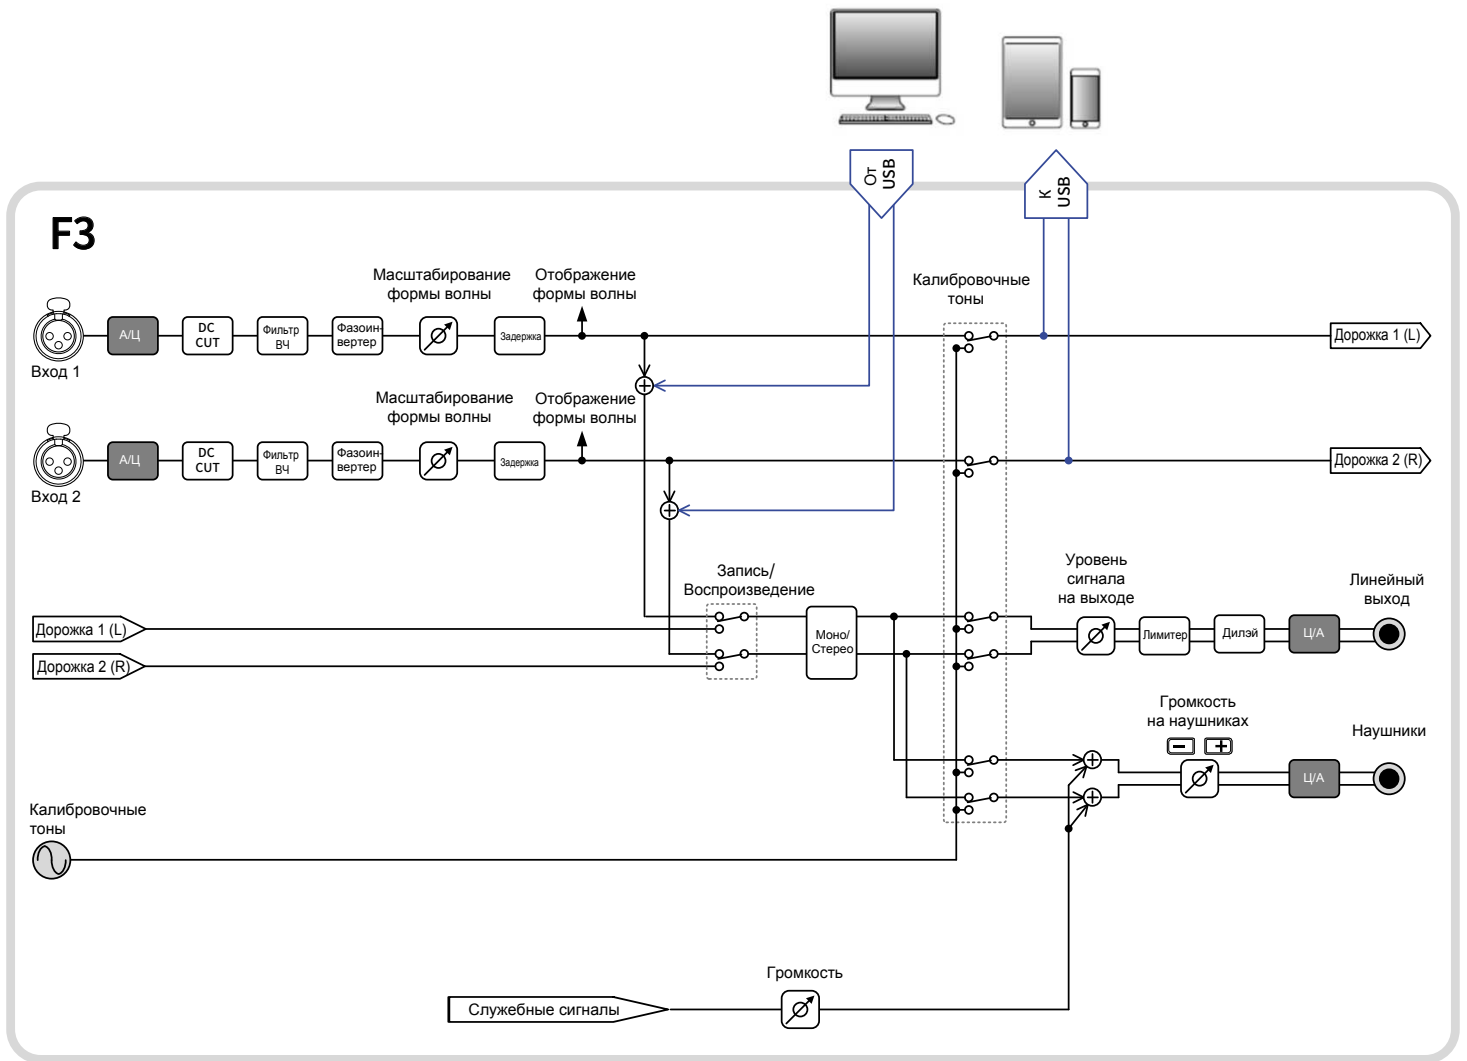 От
USB
К
USB
F3
Масштабирование
формы волны
Отображение
формы волны
Калибровочные
тоны
А/Ц
DC
CUT
Фильтр
ВЧ
Фазоин-
вертер
Задержка
Дорожка 1 (L)
Вход 1
Масштабирование
формы волны
Отображение
формы волны
А/Ц
DC
CUT
Фильтр
ВЧ
Фазоин-
вертер
Задержка
Дорожка 2 (R)
Вход 2
Запись/
Воспроизведение
Уровень
сигнала
на выходе
Линейный
выход
Дорожка 1 (L)
Дорожка 2 (R)
Моно/
Стерео
Лимитер
Дилэй
Ц/А
Громкость
на наушниках
Наушники
Ц/А
Калибровочные
тоны
Громкость
Служебные сигналы